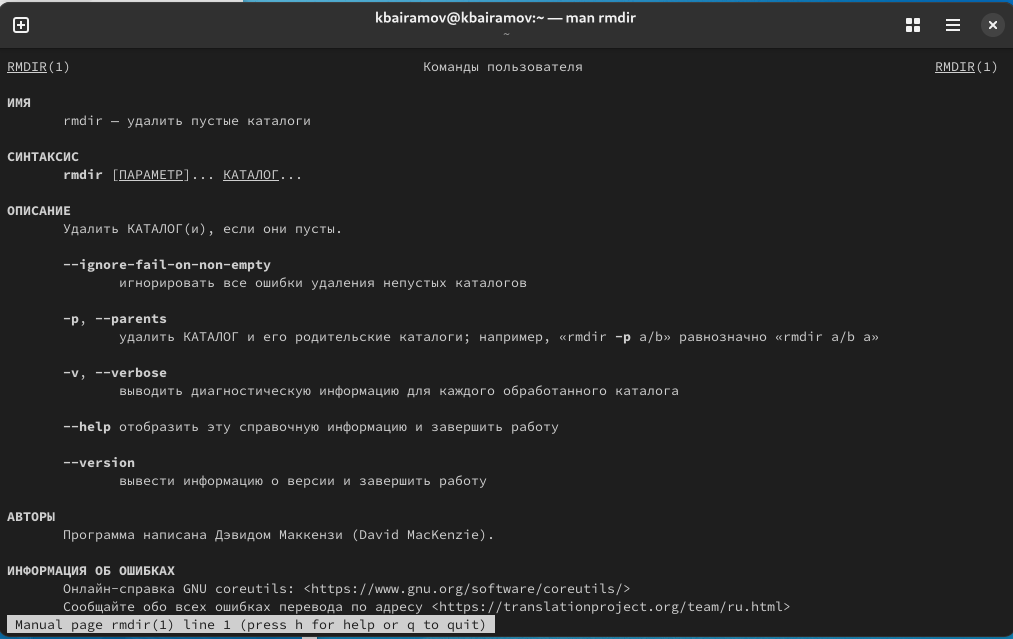 kbairamov@kbairamov:~ — man rmdir
~
RMDIR(1) Команды пользователя RMDIR(1)
ИМЯ
rmdir — удалить пустые каталоги
СИНТАКСИС
rmdir [ПАРАМЕТР]... КАТАЛОГ...
ОПИСАНИЕ
Удалить КАТАЛОГ(и), если они пусты.
--ignore-fail-on-non-empty
игнорировать все ошибки удаления непустых каталогов
-p, --parents
удалить КАТАЛОГ и его родительские каталоги; например, «rmdir -p a/b» равнозначно «rmdir a/b a»
-v, --verbose
выводить диагностическую информацию для каждого обработанного каталога
--help отобразить эту справочную информацию и завершить работу
--version
вывести информацию о версии и завершить работу
АВТОРЫ
Программа написана Дэвидом Маккензи (David MacKenzie).
ИНФОРМАЦИЯ ОБ ОШИБКАХ
Онлайн-справка GNU coreutils: <https://www.gnu.org/software/coreutils/>
Сообщайте обо всех ошибках перевода по адресу <https://translationproject.org/team/ru.html>
Manual page rmdir(1) line 1 (press h for help or q to quit)